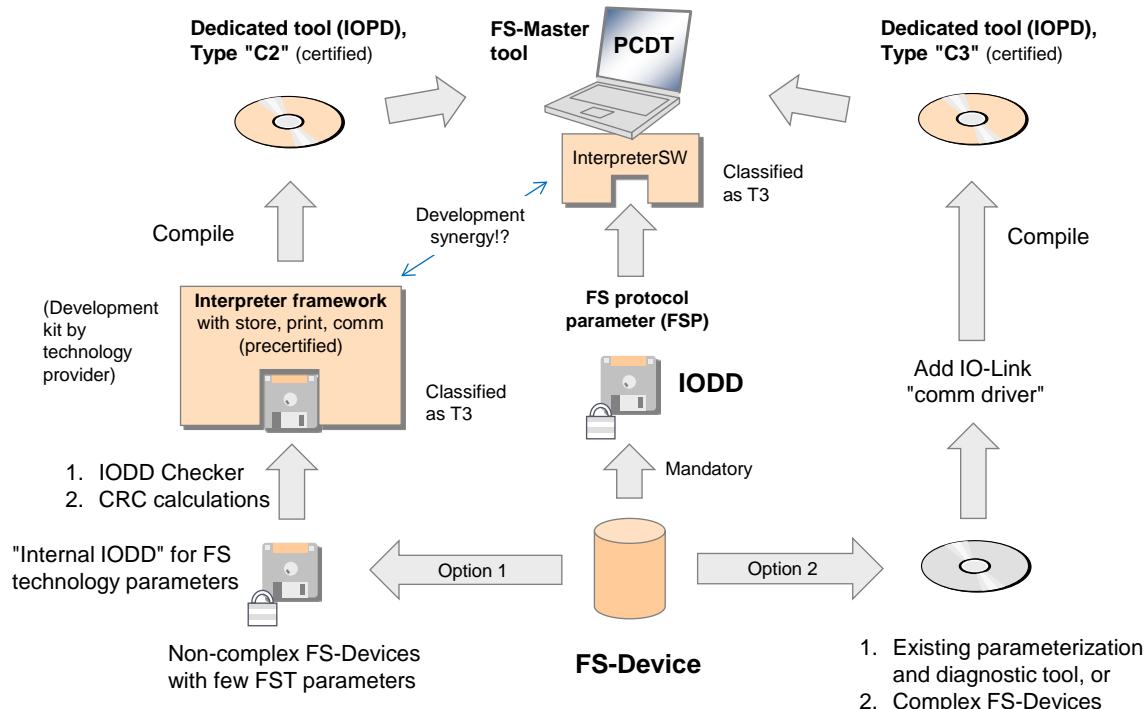 Dedicated tool (IOPD),
Type "C2" (certified)
FS-Master
tool
PCDT
Dedicated tool (IOPD),
Type "C3" (certified)
InterpreterSW
Classified
as T3
Development
synergy!?
Compile
Compile
(Development
kit by
technology
provider)
Interpreter framework
with store, print, comm
(precertified)
Classified
as T3
FS protocol
parameter (FSP)
IODD
Add IO-Link
"comm driver"
1. IODD Checker
2. CRC calculations
Mandatory
"Internal IODD" for FS
technology parameters
Option 1
Option 2
Non-complex FS-Devices
with few FST parameters
FS-Device
1. Existing parameterization
and diagnostic tool, or
2. Complex FS-Devices